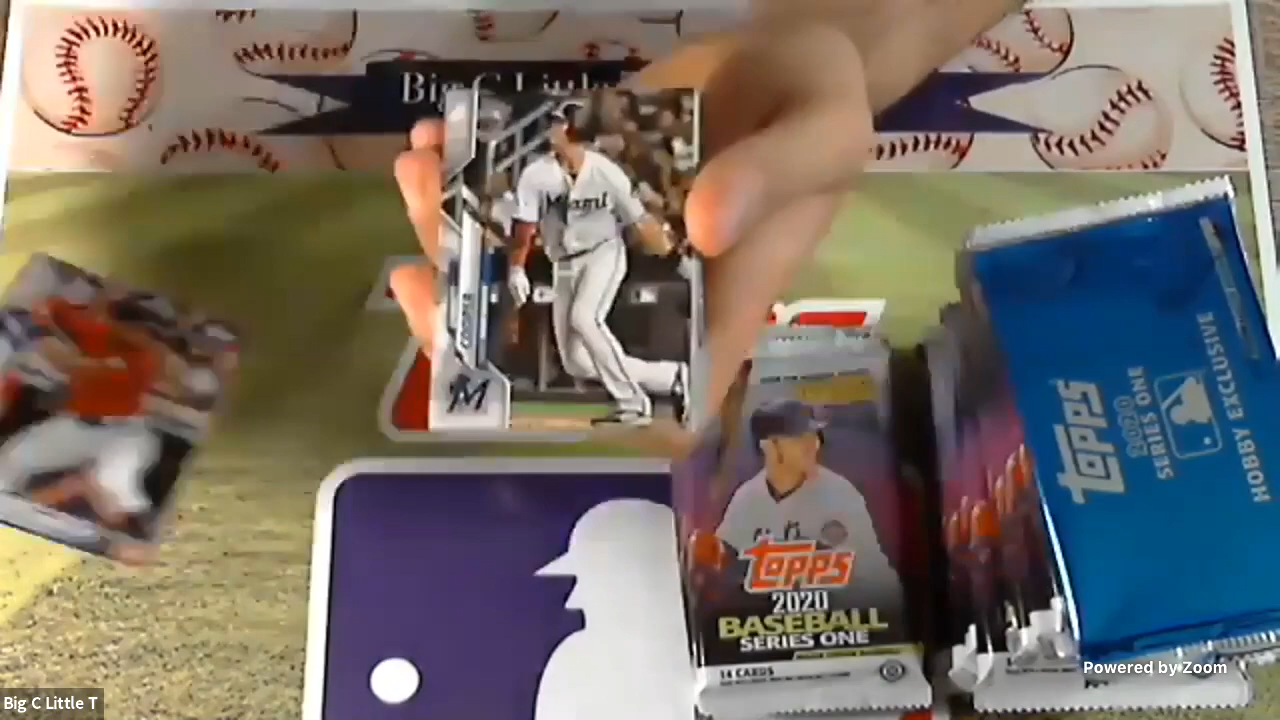 Big C Little
Miami
COOPER
M
Topps
2020
SERIES ONE
HOBBY EXCLUSIVE
Topps
2020
BASEBALL
SERIES ONE
14 CARDS
Powered by Zoom
Big C Little T